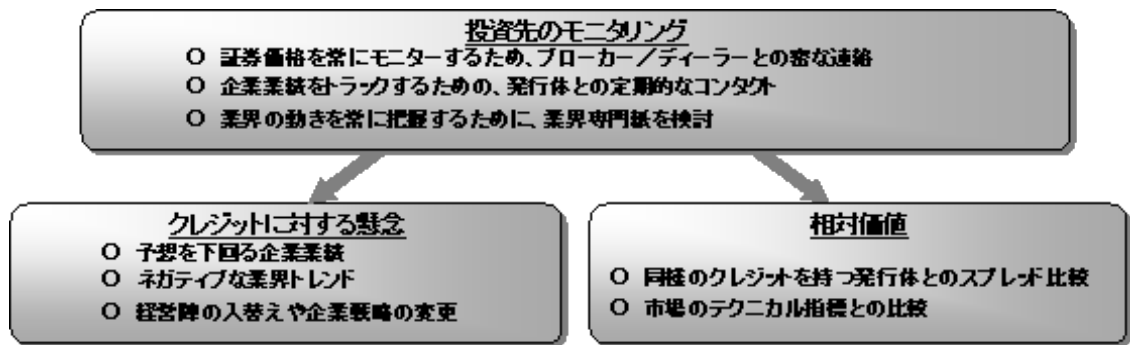 投資先のモニタリング
○ 証券価格を常にモニターするため、ブローカー／ディーラーとの密な連絡
○ 企業業績をトラックするための、発行体との定期的なコンタクト
○ 業界の動きを常に把握するために、業界専門紙を検討
クレジットに対する懸念
○ 予想を下回る企業業績
○ ネガティブな業界トレンド
○ 経営陣の入替えや企業戦略の変更
相対価値
○ 同様のクレジットを持つ発行体とのスプレッド比較
○ 市場のテクニカル指標との比較